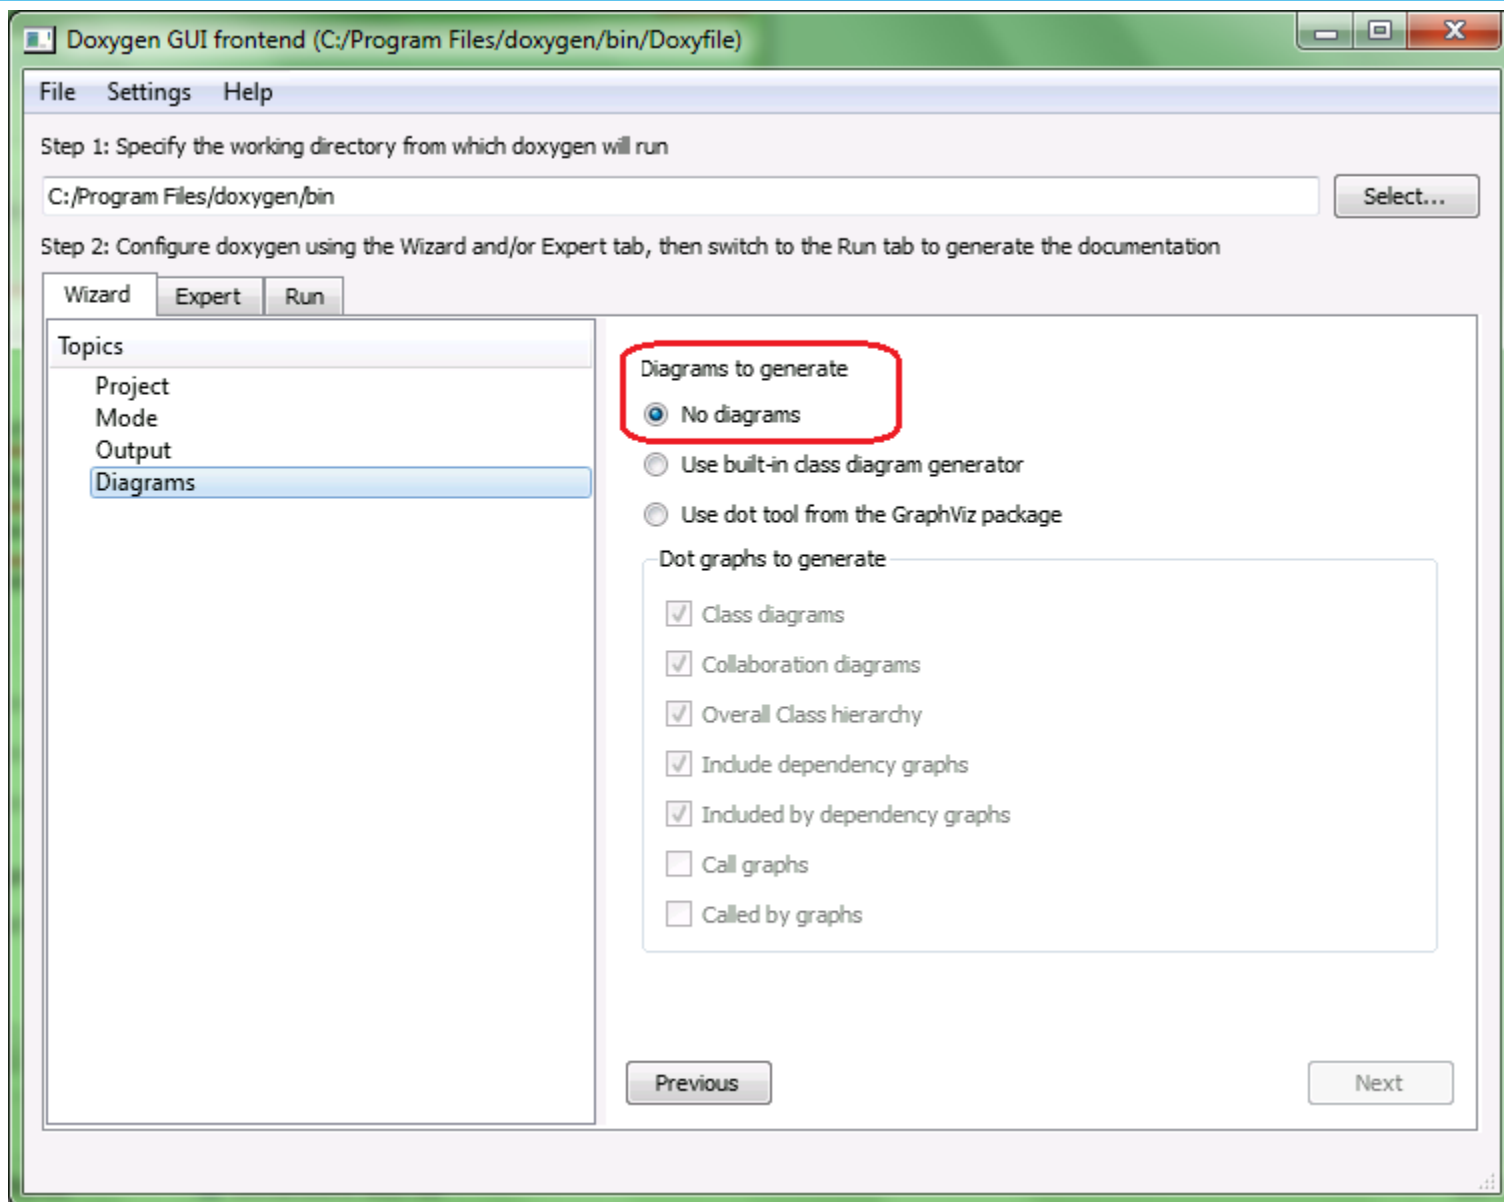 Doxygen GUI frontend (C:/Program Files/doxygen/bin/Doxyfile)
File Settings Help
Step 1: Specify the working directory from which doxygen will run
C:/Program Files/doxygen/bin Select...
Step 2: Configure doxygen using the Wizard and/or Expert tab, then switch to the Run tab to generate the documentation
Wizard Expert Run
Topics
Project
Mode
Output
Diagrams
Diagrams to generate
No diagrams
Use built-in class diagram generator
Use dot tool from the GraphViz package
Dot graphs to generate
Class diagrams
Collaboration diagrams
Overall Class hierarchy
Include dependency graphs
Included by dependency graphs
Call graphs
Called by graphs
Previous Next